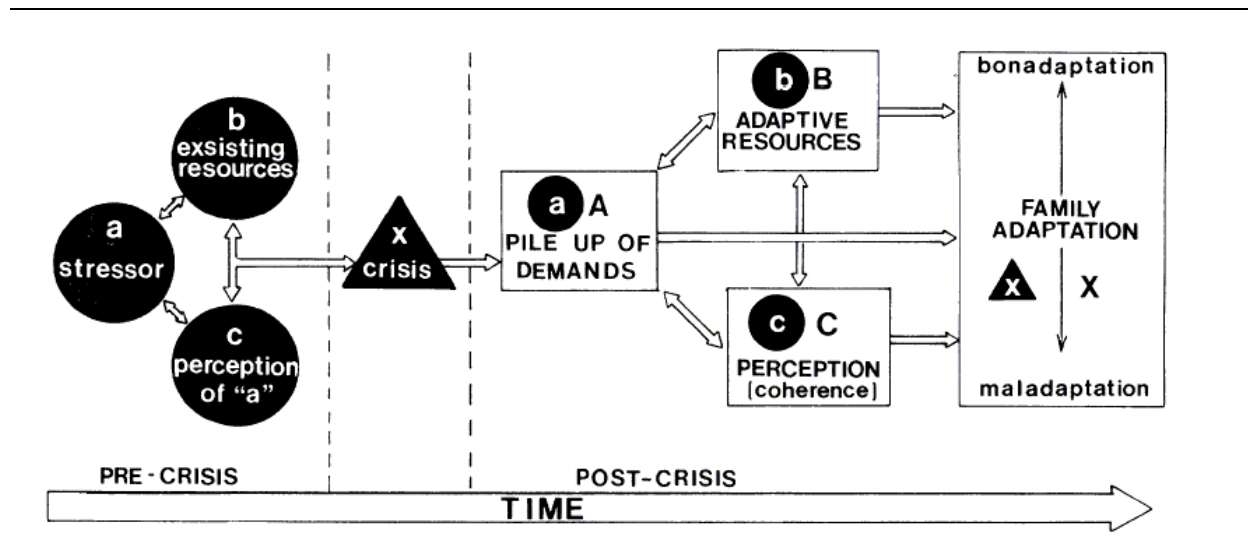 b
exsisting
resources
a
stressor
c
perception
of “a”
x
crisis
a A
PILE UP OF
DEMANDS
b B
ADAPTIVE
RESOURCES
c C
PERCEPTION
(coherence)
bonadaptation
FAMILY
ADAPTATION
x X
maladaptation
PRE-CRISIS
POST-CRISIS
TIME